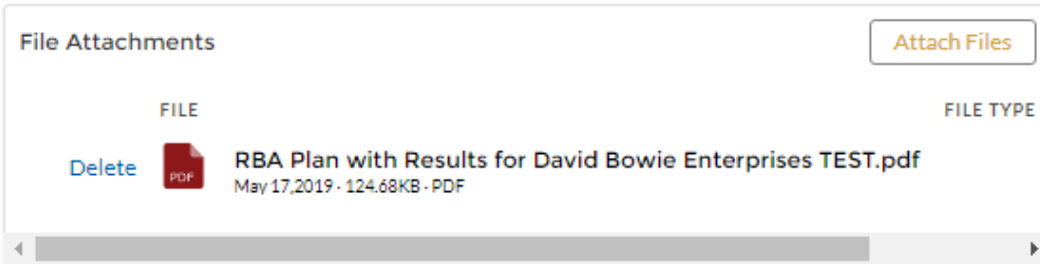 File Attachments
Attach Files
FILE
FILE TYPE
Delete
PDF
RBA Plan with Results for David Bowie Enterprises TEST.pdf
May 17,2019 · 124.68KB · PDF